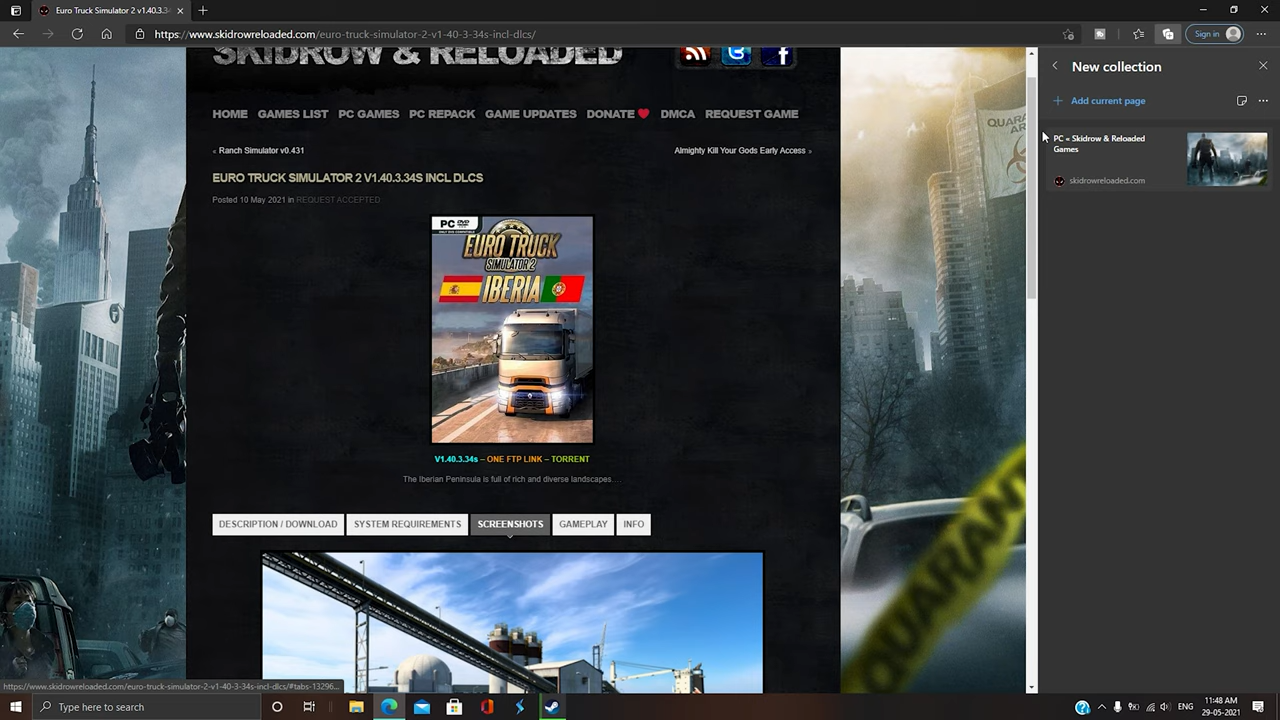 Euro Truck Simulator 2 v1.40.3.34
https://www.skidrowreloaded.com/euro-truck-simulator-2-v1-40-3-34s-incl-dlcs/
Sign in
SKIDROW & RELOADED
HOME GAMES LIST PC GAMES PC REPACK GAME UPDATES DONATE DMCA REQUEST GAME
« Ranch Simulator v0.431
Almighty Kill Your Gods Early Access »
EURO TRUCK SIMULATOR 2 V1.40.3.34S INCL DLCS
Posted 10 May 2021 in REQUEST ACCEPTED
PC DVD
EURO TRUCK
SIMULATOR 2
IBERIA
V1.40.3.34s – ONE FTP LINK – TORRENT
The Iberian Peninsula is full of rich and diverse landscapes….
DESCRIPTION / DOWNLOAD SYSTEM REQUIREMENTS SCREENSHOTS GAMEPLAY INFO
New collection
Add current page
PC « Skidrow & Reloaded
Games
skidrowreloaded.com
QUARANT
QUARAN
https://www.skidrowreloaded.com/euro-truck-simulator-2-v1-40-3-34s-incl-dlcs/#tabs-13296...
Type here to search
ENG
11:48 AM
29-05-2021